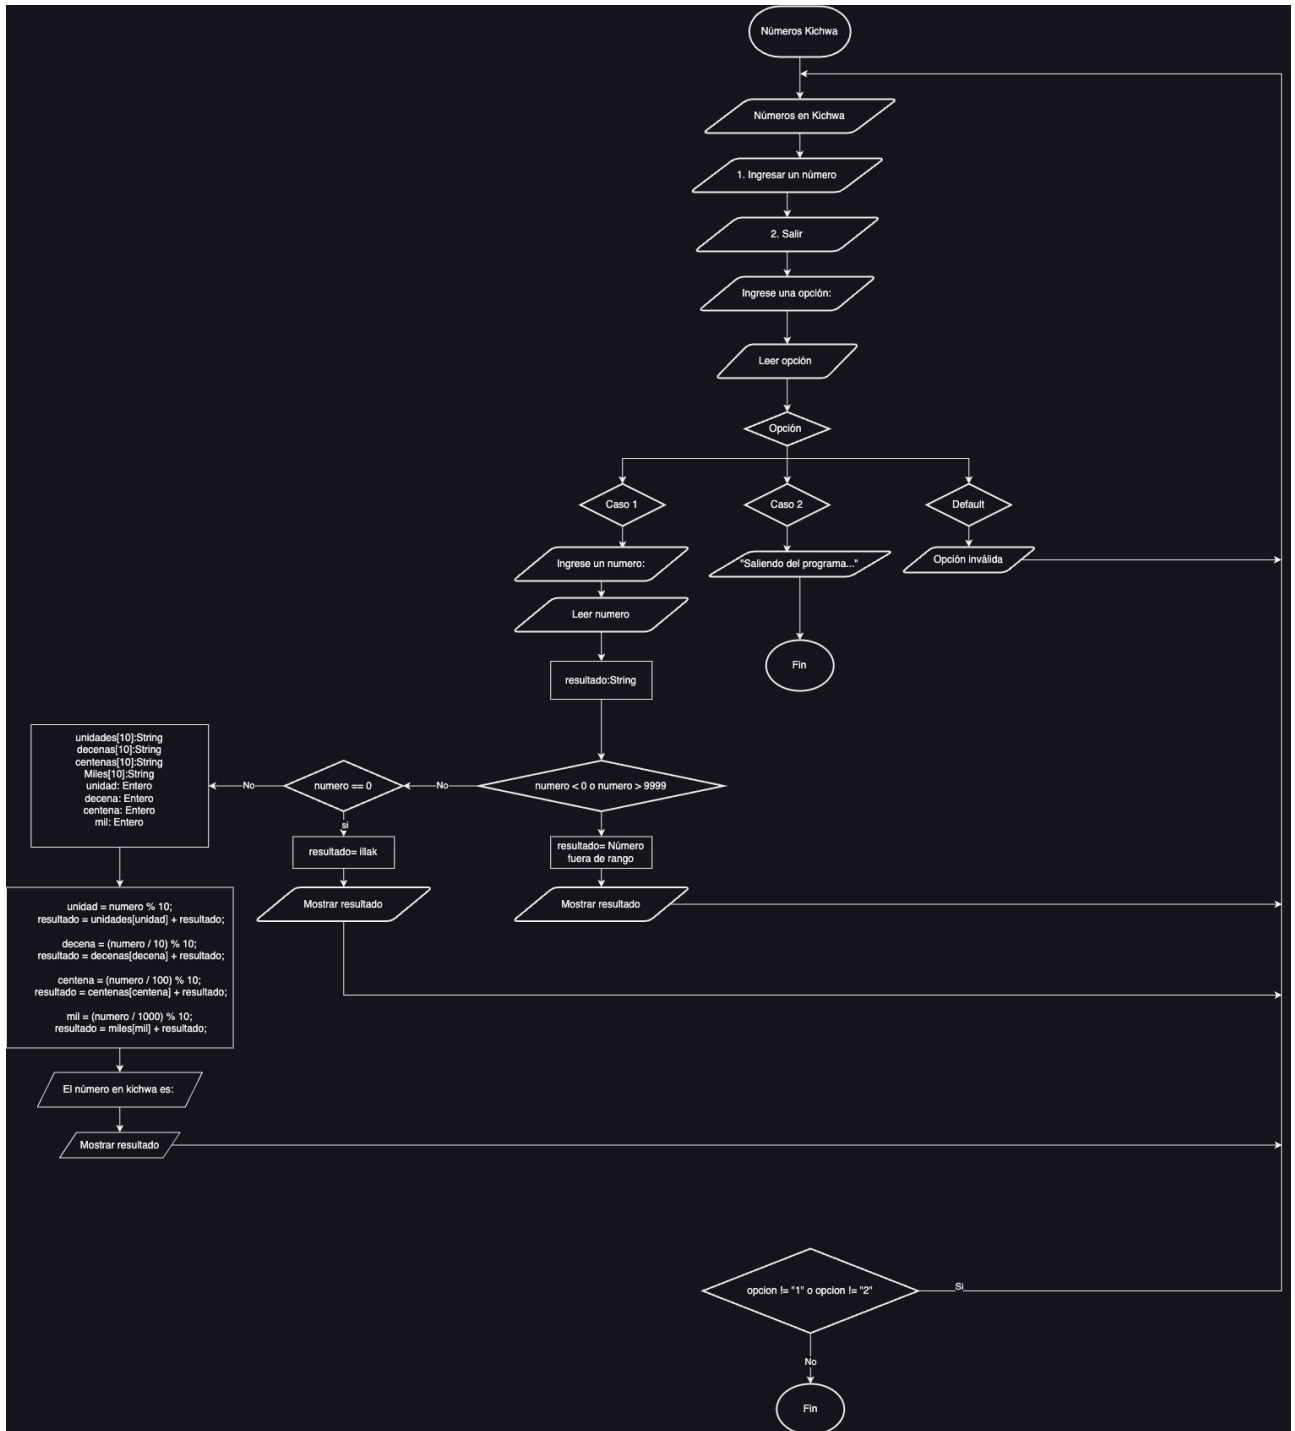 Números Kichwa
Números en Kichwa
1. Ingresar un número
2. Salir
Ingrese una opción:
Leer opción
Opción
Caso 1
Caso 2
Default
Ingrese un numero:
"Saliendo del programa..."
Opción inválida
Leer numero
Fin
resultado:String
unidades[10]:String
decenas[10]:String
centenas[10]:String
Miles[10]:String
unidad: Entero
decena: Entero
centena: Entero
mil: Entero
No
numero == 0
No
numero < 0 o numero > 9999
si
resultado= illak
resultado= Número
fuera de rango
Mostrar resultado
Mostrar resultado
unidad = numero % 10;
resultado = unidades[unidad] + resultado;
decena = (numero / 10) % 10;
resultado = decenas[decena] + resultado;
centena = (numero / 100) % 10;
resultado = centenas[centena] + resultado;
mil = (numero / 1000) % 10;
resultado = miles[mil] + resultado;
El número en kichwa es:
Mostrar resultado
opcion != "1" o opcion != "2"
Si
No
Fin